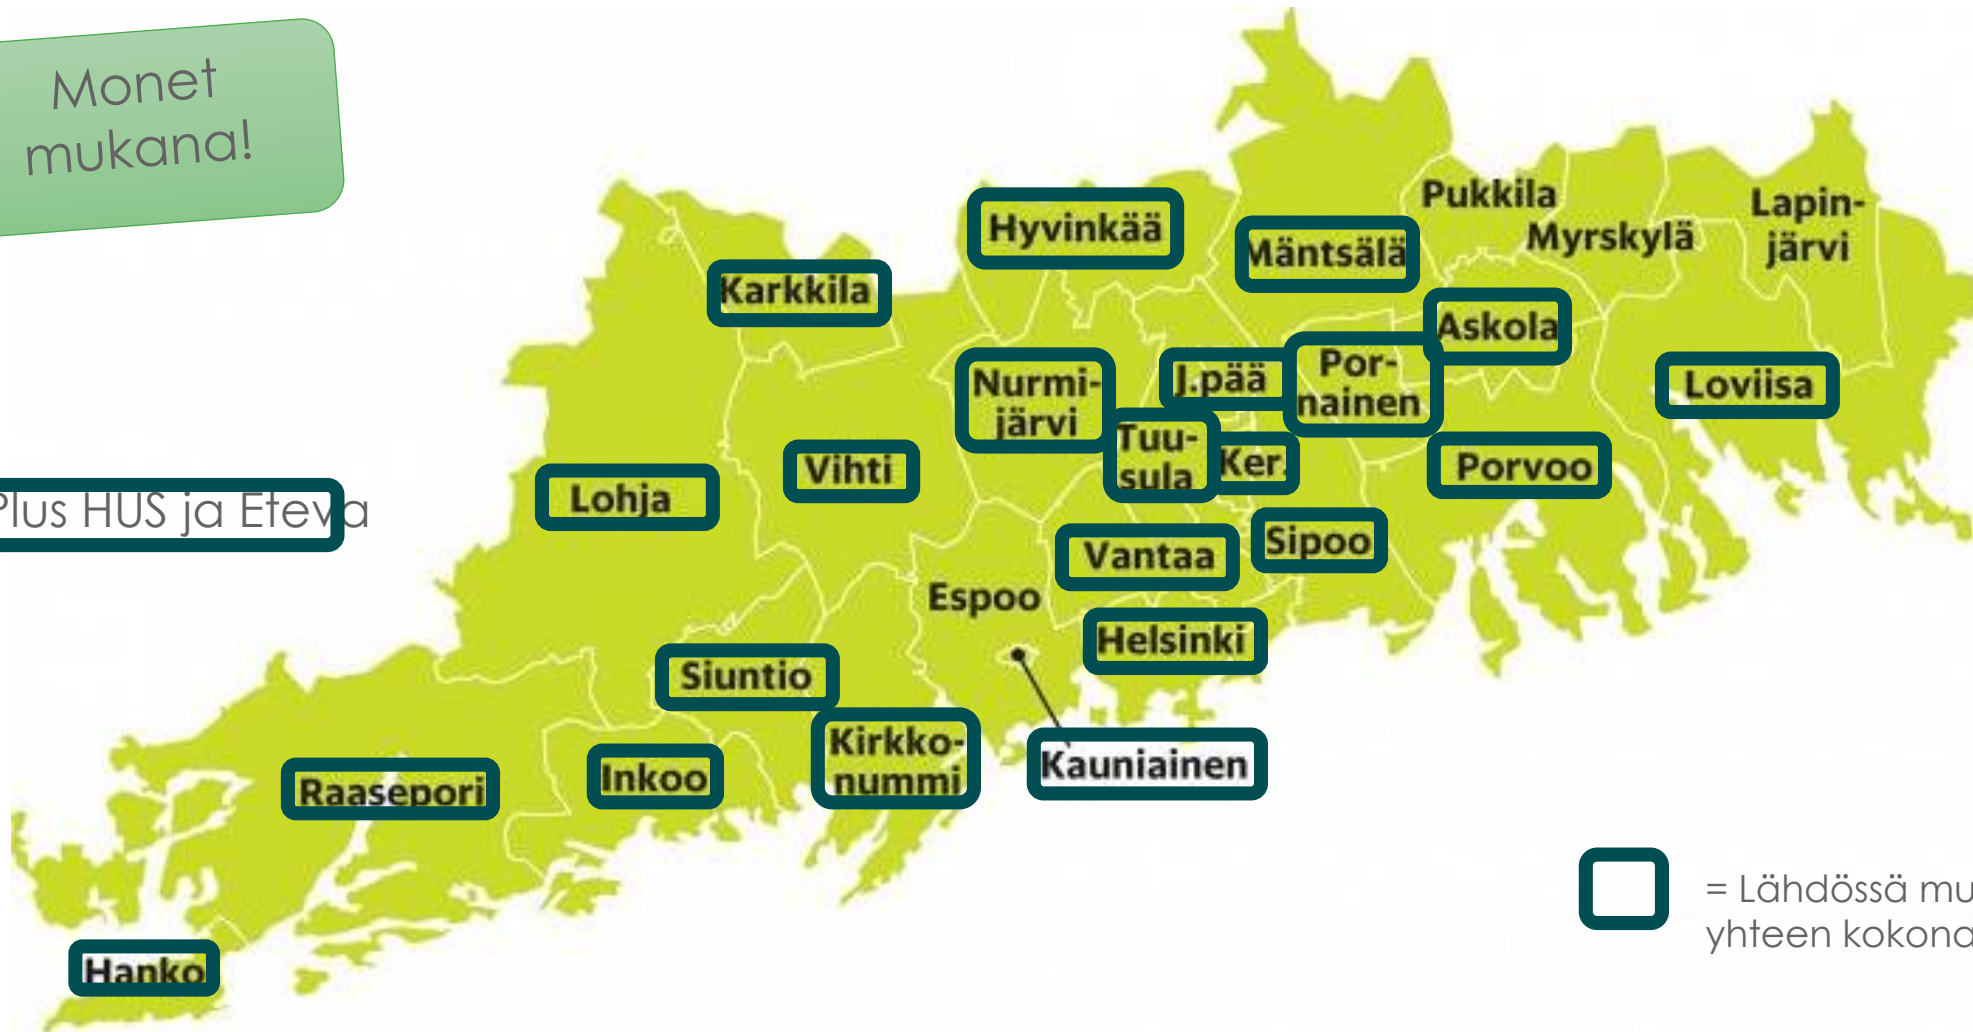 Monet
mukana!
Pukkila
Lapin-
järvi
Hyvinkää
Myrskylä
Mäntsälä
Karkkila
Askola
Nurmi-
järvi
J.pää
Por-
nainen
Loviisa
Tuu-
sula
Ker.
Porvoo
Vihti
Lohja
Plus HUS ja Eteva
Vantaa
Sipoo
Espoo
Helsinki
Siuntio
Kirkko-
nummi
Kauniainen
Inkoo
Raasepori
= Lähdössä mu
yhteen kokona
Hanko